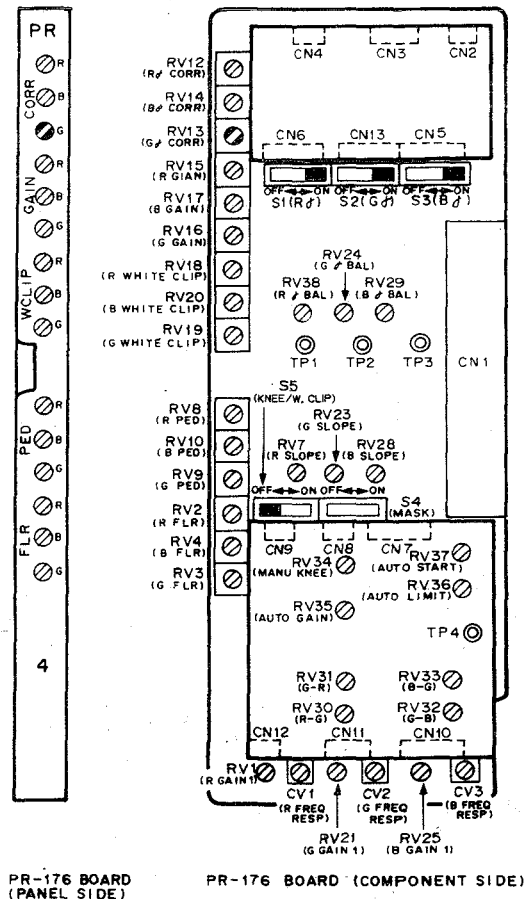 PR
CORR
R
B
G
GAIN
R
B
G
WCLIP
R
B
G
PED
R
B
G
FLR
R
B
G
4
PR-176 BOARD
(PANEL SIDE)
CN4
CN3
CN2
RV12
(R♂ CORR)
RV14
(B♂ CORR)
RV13
(G♂ CORR)
CN6
CN13
CN5
RV15
(R GIAN)
OFF↔ON
OFF↔ON
OFF↔ON
S1(R♂)
S2(G♂)
S3(B♂)
RV17
(B GAIN)
RV16
(G GAIN)
RV24
(G ♂ BAL)
RV18
(R WHITE CLIP)
RV38
(R ♂ BAL)
RV29
(B ♂ BAL)
RV20
(B WHITE CLIP)
RV19
(G WHITE CLIP)
TP1
TP2
TP3
CN1
S5
(KNEE/W.CLIP)
RV23
(G SLOPE)
RV8
(R PED)
RV10
(B PED)
RV7
(R SLOPE)
RV28
(B SLOPE)
RV9
(G PED)
OFF↔ON
OFF↔ON
S4
(MASK)
RV2
(R FLR)
RV4
(B FLR)
RV3
(G FLR)
CN9
CN8
CN7
RV37
(AUTO START)
RV34
(MANU KNEE)
RV36
(AUTO LIMIT)
RV35
(AUTO GAIN)
TP4
RV31
(G-R)
RV33
(B-G)
RV30
(R-G)
RV32
(G-B)
CN12
CN11
CN10
RV1
(R GAIN1)
CV1
(R FREQ
RESP)
CV2
(G FREQ
RESP)
CV3
(B FREQ
RESP)
RV21
(G GAIN 1)
RV25
(B GAIN 1)
PR-176 BOARD (COMPONENT SIDE)